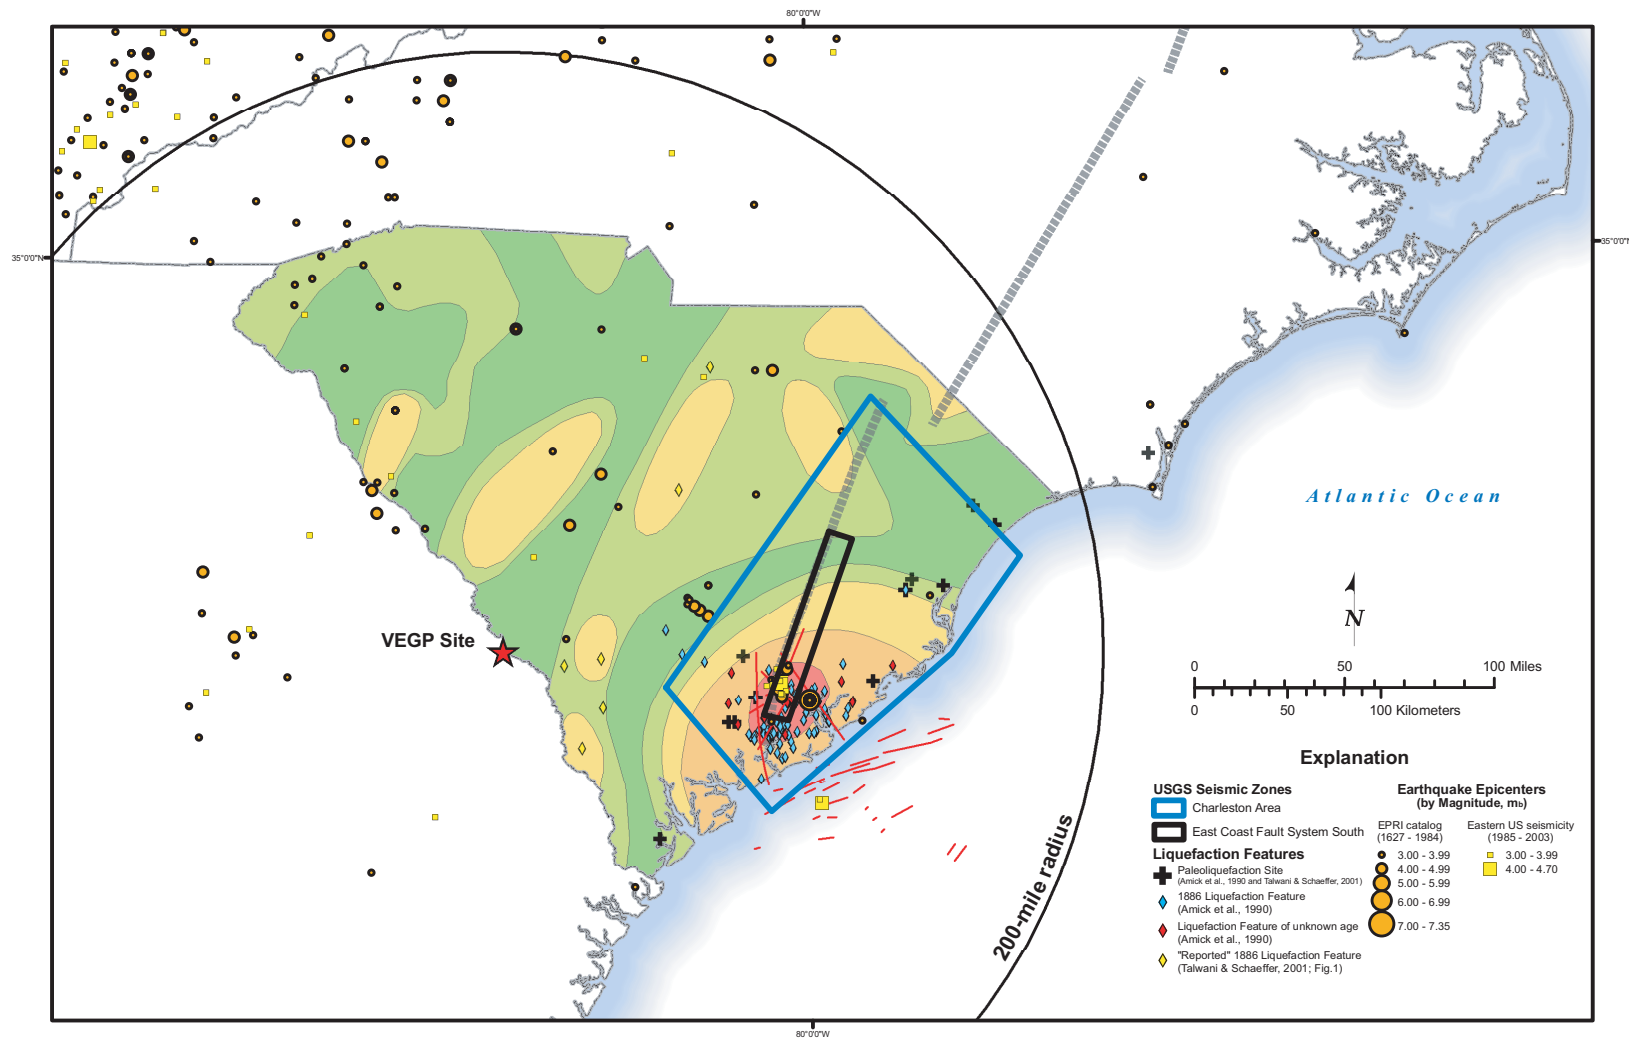 80°0'0"W
35°0'0"N
35°0'0"N
Atlantic Ocean
VEGP Site
N
0 50 100 Miles
0 50 100 Kilometers
200-mile radius
Explanation
USGS Seismic Zones
Charleston Area
East Coast Fault System South
Liquefaction Features
Paleoliquefaction Site
(Amick et al., 1990 and Talwani & Schaeffer, 2001)
1886 Liquefaction Feature
(Amick et al., 1990)
Liquefaction Feature of unknown age
(Amick et al., 1990)
"Reported" 1886 Liquefaction Feature
(Talwani & Schaeffer, 2001; Fig.1)
Earthquake Epicenters
(by Magnitude, mb)
EPRI catalog
(1627 - 1984)
3.00 - 3.99
4.00 - 4.99
5.00 - 5.99
6.00 - 6.99
7.00 - 7.35
Eastern US seismicity
(1985 - 2003)
3.00 - 3.99
4.00 - 4.70
80°0'0"W